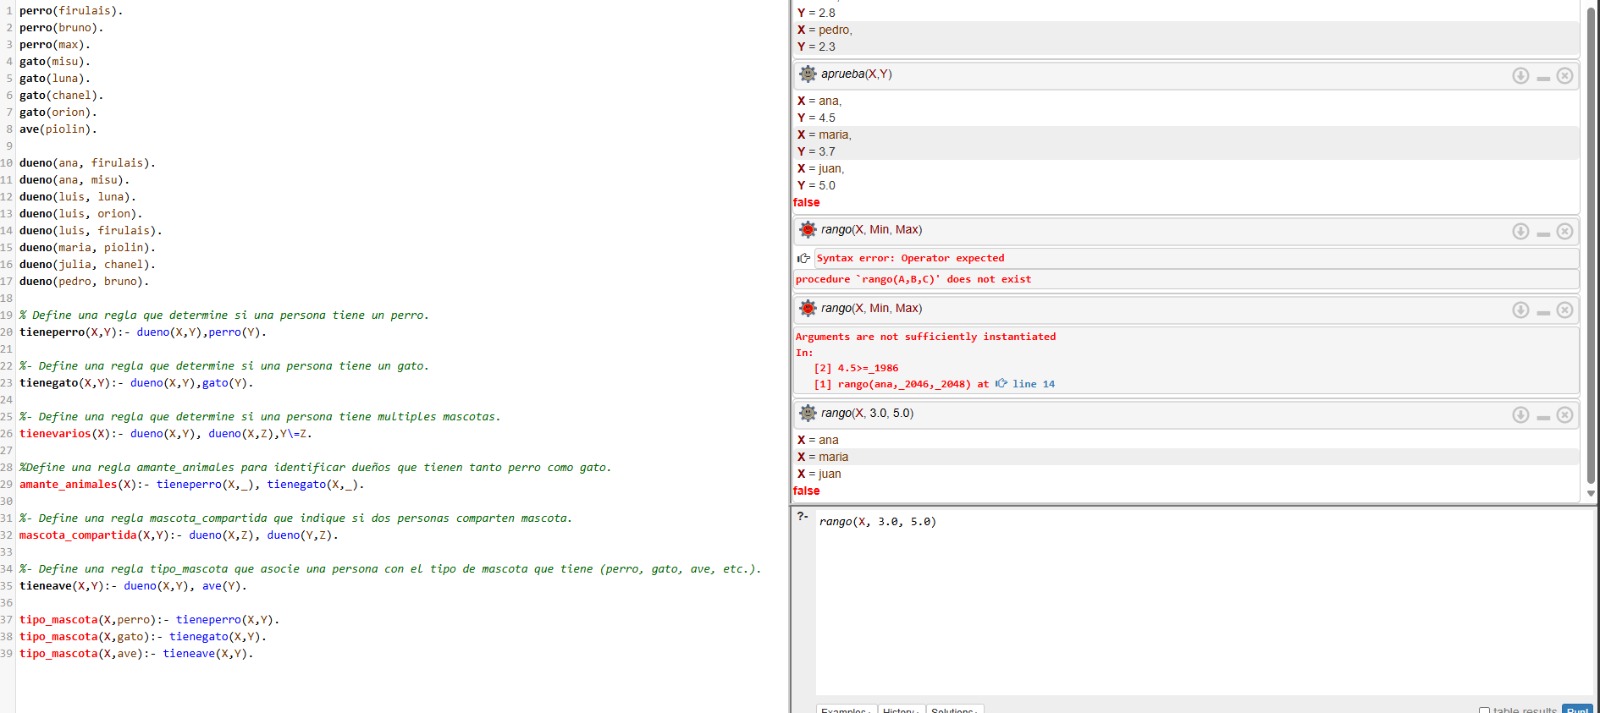 1 perro(firulais).
2 perro(bruno).
3 perro(max).
4 gato(misu).
5 gato(luna).
6 gato(chanel).
7 gato(orion).
8 ave(piolin).
9
10 dueno(ana, firulais).
11 dueno(ana, misu).
12 dueno(luis, luna).
13 dueno(luis, orion).
14 dueno(luis, firulais).
15 dueno(maria, piolin).
16 dueno(julia, chanel).
17 dueno(pedro, bruno).
18
19 % Define una regla que determine si una persona tiene un perro.
20 tieneperro(X,Y):- dueno(X,Y),perro(Y).
21
22 %- Define una regla que determine si una persona tiene un gato.
23 tienegato(X,Y):- dueno(X,Y),gato(Y).
24
25 %- Define una regla que determine si una persona tiene multiples mascotas.
26 tienevarios(X):- dueno(X,Y), dueno(X,Z),Y\=Z.
27
28 %Define una regla amante_animales para identificar dueños que tienen tanto perro como gato.
29 amante_animales(X):- tieneperro(X,_), tienegato(X,_).
30
31 %- Define una regla mascota_compartida que indique si dos personas comparten mascota.
32 mascota_compartida(X,Y):- dueno(X,Z), dueno(Y,Z).
33
34 %- Define una regla tipo_mascota que asocie una persona con el tipo de mascota que tiene (perro, gato, ave, etc.).
35 tieneave(X,Y):- dueno(X,Y), ave(Y).
36
37 tipo_mascota(X,perro):- tieneperro(X,Y).
38 tipo_mascota(X,gato):- tienegato(X,Y).
39 tipo_mascota(X,ave):- tieneave(X,Y).
Y = 2.8
X = pedro,
Y = 2.3
aprueba(X,Y)
X = ana,
Y = 4.5
X = maria,
Y = 3.7
X = juan,
Y = 5.0
false
rango(X, Min, Max)
Syntax error: Operator expected
procedure `rango(A,B,C)' does not exist
rango(X, Min, Max)
Arguments are not sufficiently instantiated
In:
[2] 4.5>=_1986
[1] rango(ana,_2046,_2048) at line 14
rango(X, 3.0, 5.0)
X = ana
X = maria
X = juan
false
?- rango(X, 3.0, 5.0)
Examples History Solutions
table results Run!